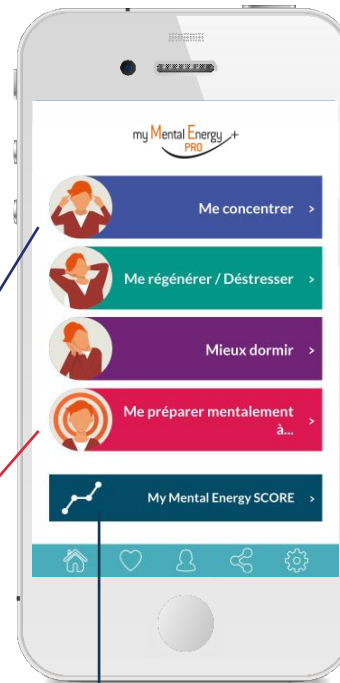 my Mental Energy +
PRO
Me concentrer >
Me régénérer / Déstresser >
Mieux dormir >
Me préparer mentalement
à... >
My Mental Energy SCORE >